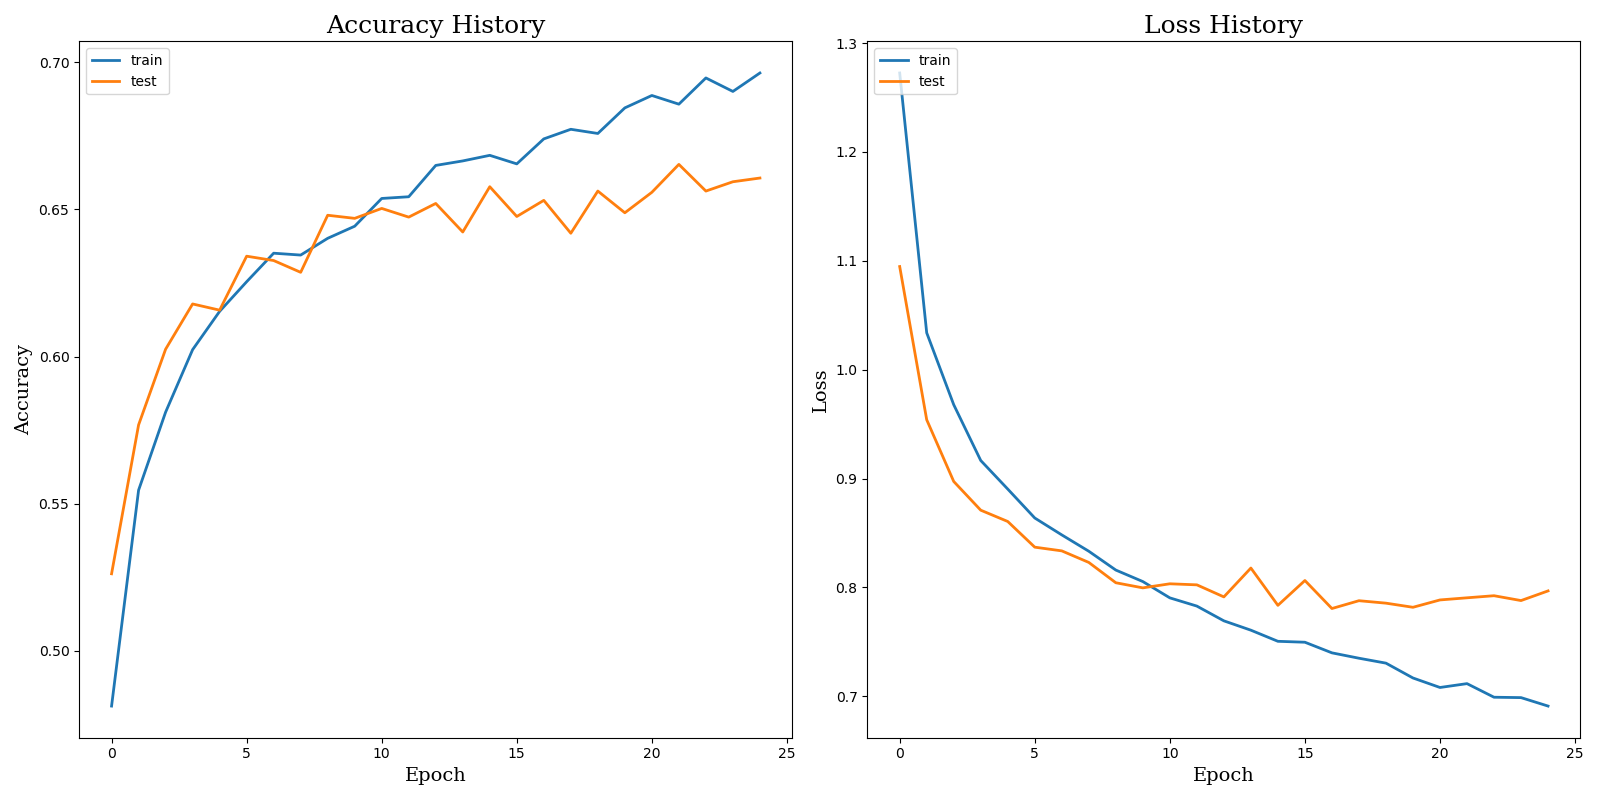 Accuracy History
train
test
0.70
0.65
0.60
0.55
0.50
Accuracy
0 5 10 15 20 25
Epoch
Loss History
train
test
1.3
1.2
1.1
1.0
0.9
0.8
0.7
Loss
0 5 10 15 20 25
Epoch